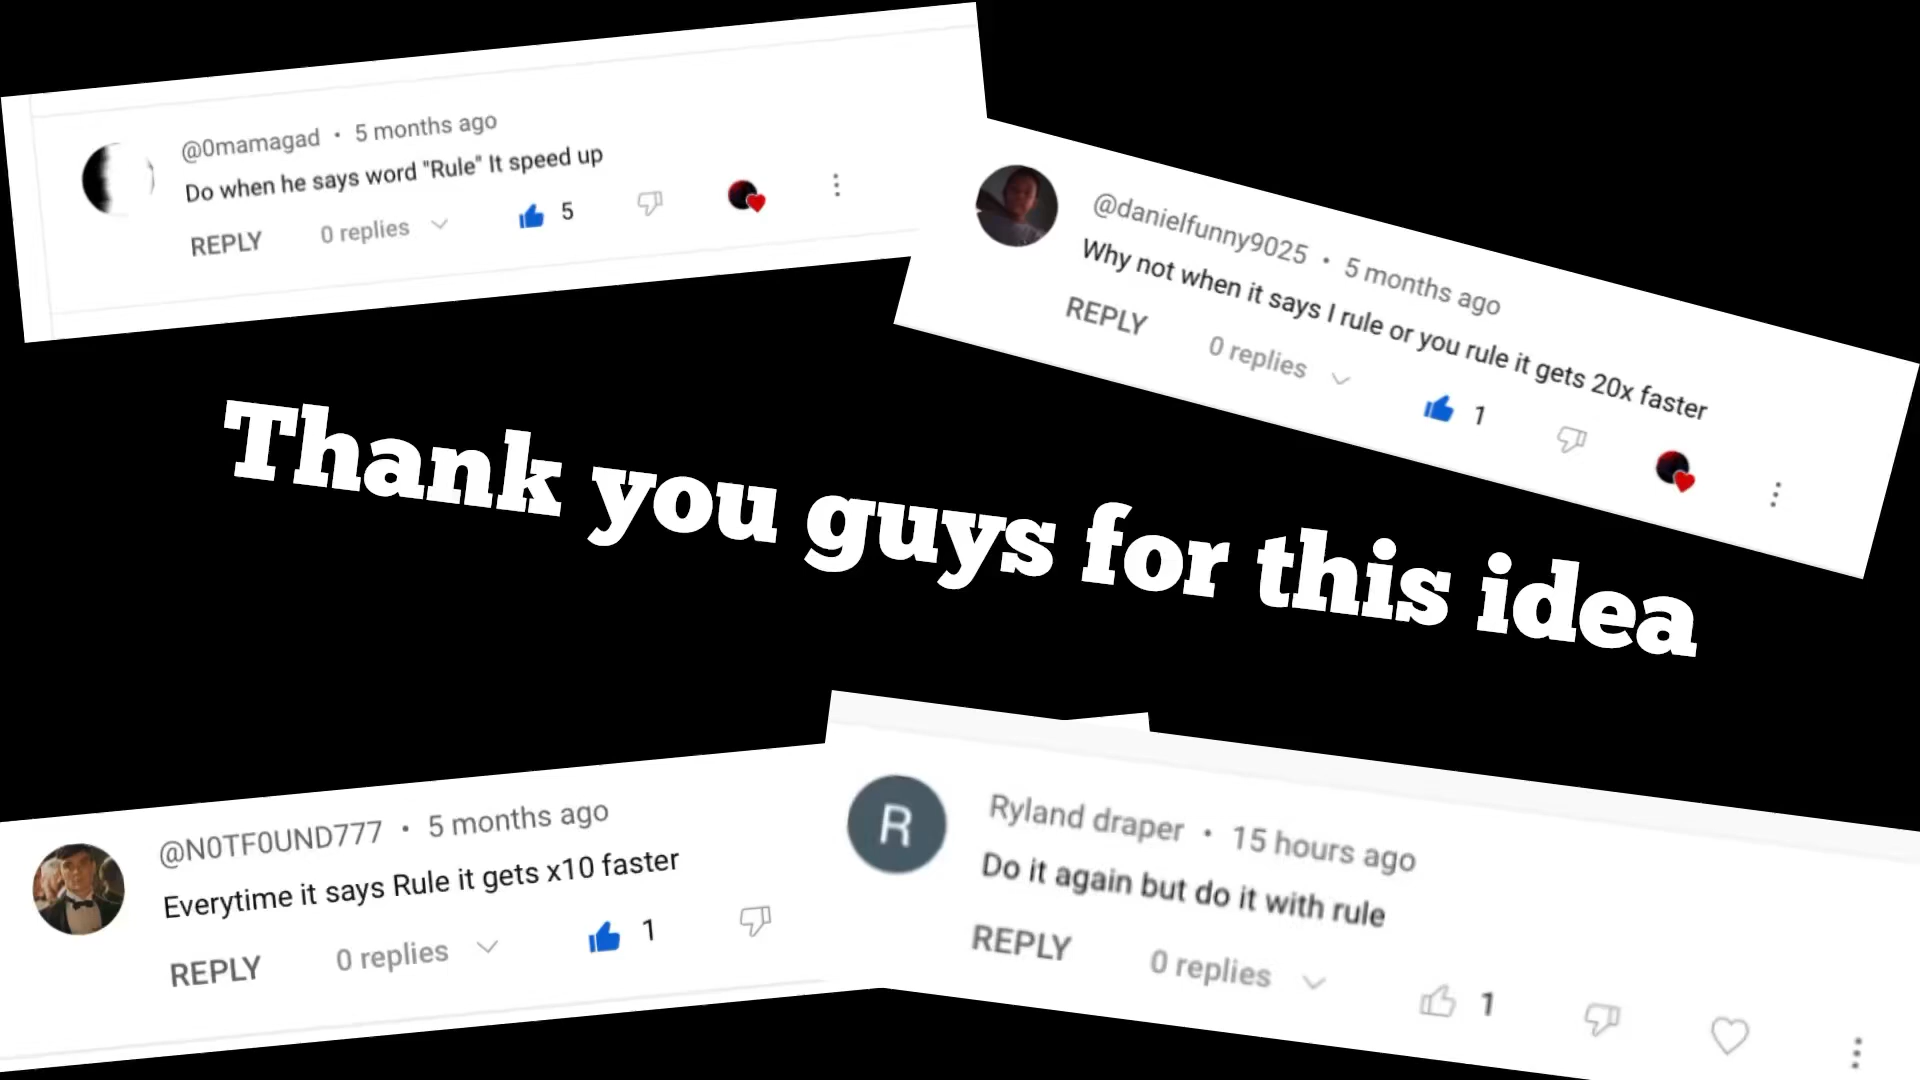 @0mamagad • 5 months ago
Do when he says word "Rule" It speed up
REPLY 0 replies 5
@danielfunny9025 • 5 months ago
Why not when it says I rule or you rule it gets 20x faster
REPLY 0 replies 1
Thank you guys for this idea
@N0TF0UND777 • 5 months ago
Everytime it says Rule it gets x10 faster
REPLY 0 replies 1
R
Ryland draper • 15 hours ago
Do it again but do it with rule
REPLY 0 replies 1